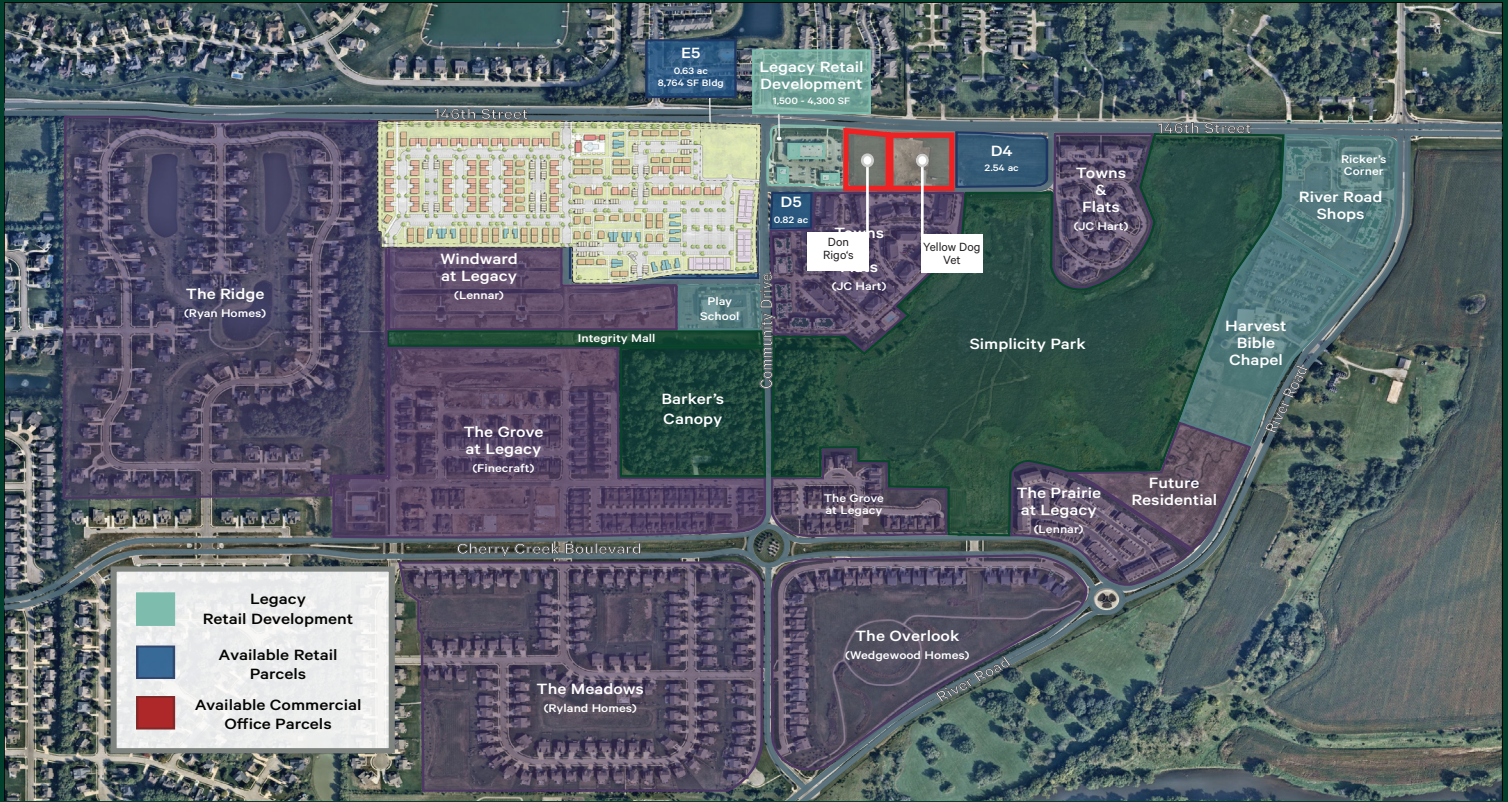 E5
0.63 ac
8,764 SF Bldg
Legacy Retail
Development
1,500 - 4,300 SF
146th Street
146th Street
D4
2.54 ac
Towns
&
Flats
(JC Hart)
Ricker's
Corner
River Road
Shops
D5
0.82 ac
Don
Rigo's
Yellow Dog
Vet
(JC Hart)
Windward
at Legacy
(Lennar)
The Ridge
(Ryan Homes)
Play
School
Community Drive
Integrity Mall
Simplicity Park
Harvest
Bible
Chapel
River Road
Barker's
Canopy
The Grove
at Legacy
(Finecraft)
The Grove
at Legacy
The Prairie
at Legacy
(Lennar)
Future
Residential
Cherry Creek Boulevard
Legacy
Retail Development
Available Retail
Parcels
Available Commercial
Office Parcels
The Meadows
(Ryland Homes)
The Overlook
(Wedgewood Homes)
River Road